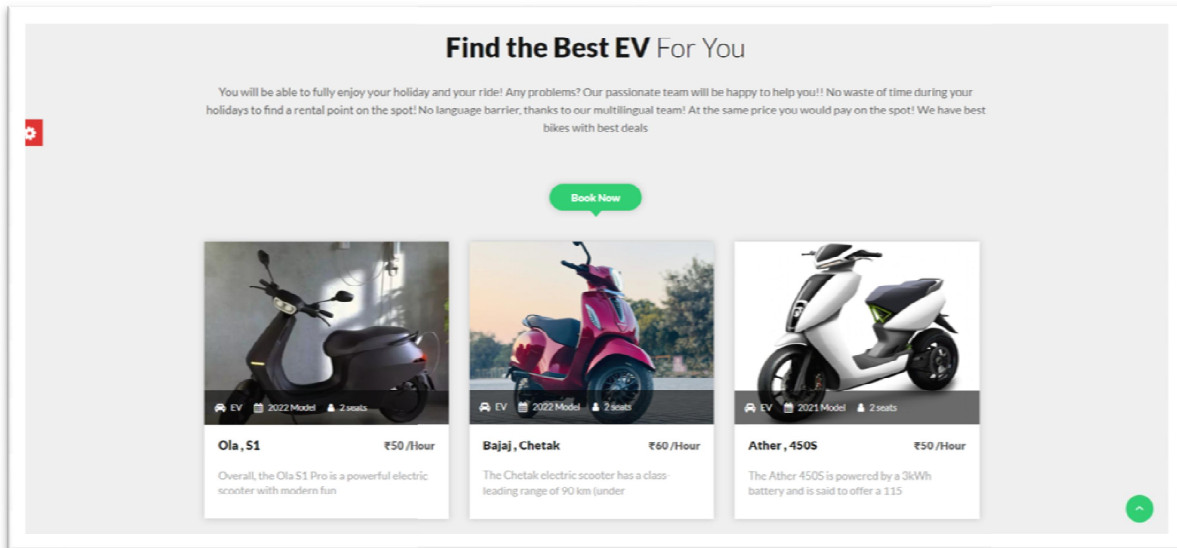 Find the Best EV For You
You will be able to fully enjoy your holiday and your ride! Any problems? Our passionate team will be happy to help you!! No waste of time during your
holidays to find a rental point on the spot! No language barrier, thanks to our multilingual team! At the same price you would pay on the spot! We have best
bikes with best deals
Book Now
EV 2022 Model 2 seats
Ola , S1 ₹50 /Hour
Overall, the Ola S1 Pro is a powerful electric
scooter with modern fun
EV 2022 Model 2 seats
Bajaj , Chetak ₹60 /Hour
The Chetak electric scooter has a class-
leading range of 90 km (under
EV 2021 Model 2 seats
Ather , 450S ₹50 /Hour
The Ather 450S is powered by a 3kWh
battery and is said to offer a 115